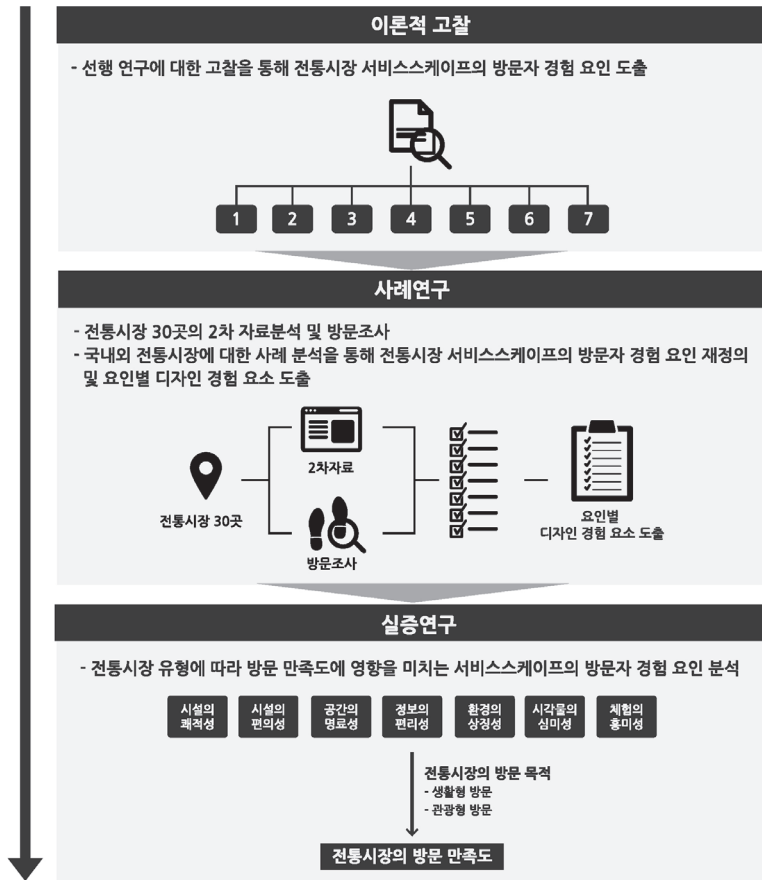 이론적 고찰
- 선행 연구에 대한 고찰을 통해 전통시장 서비스스케이프의 방문자 경험 요인 도출
1 2 3 4 5 6 7
사례연구
- 전통시장 30곳의 2차 자료분석 및 방문조사
- 국내외 전통시장에 대한 사례 분석을 통해 전통시장 서비스스케이프의 방문자 경험 요인 재정의
및 요인별 디자인 경험 요소 도출
2차자료
전통시장 30곳
방문조사
요인별
디자인 경험 요소 도출
실증연구
- 전통시장 유형에 따라 방문 만족도에 영향을 미치는 서비스스케이프의 방문자 경험 요인 분석
시설의
쾌적성
시설의
편의성
공간의
명료성
정보의
편리성
환경의
상징성
시각물의
심미성
체험의
흥미성
전통시장의 방문 목적
- 생활형 방문
- 관광형 방문
전통시장의 방문 만족도